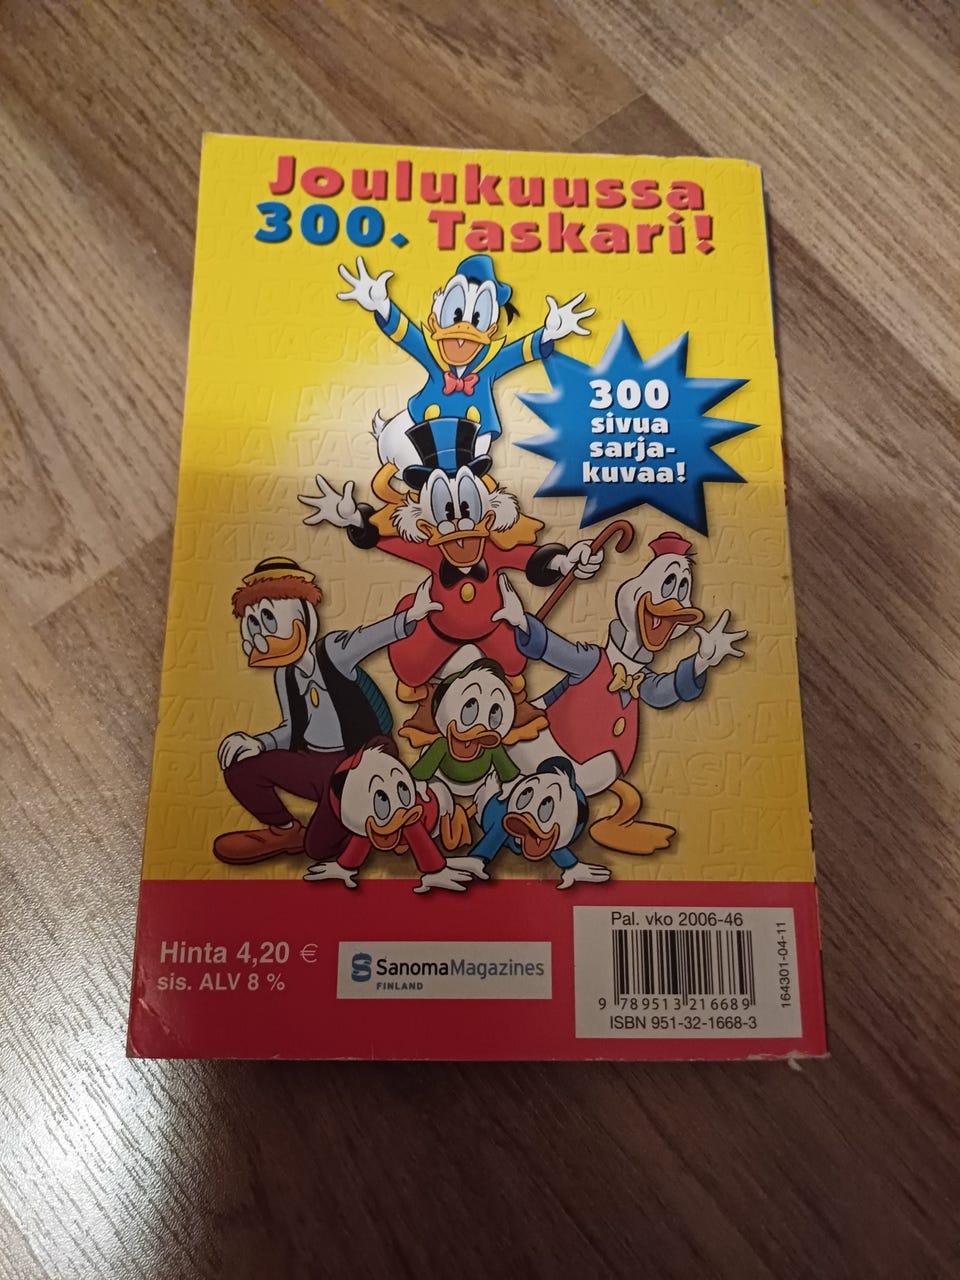 Joulukuussa
300. Taskari!
300
sivua
sarja-
kuvaa!
Hinta 4,20 €
sis. ALV 8 %
SanomaMagazines
FINLAND
Pal. vko 2006-46
9 789513 216689
ISBN 951-32-1668-3
164301-04-11